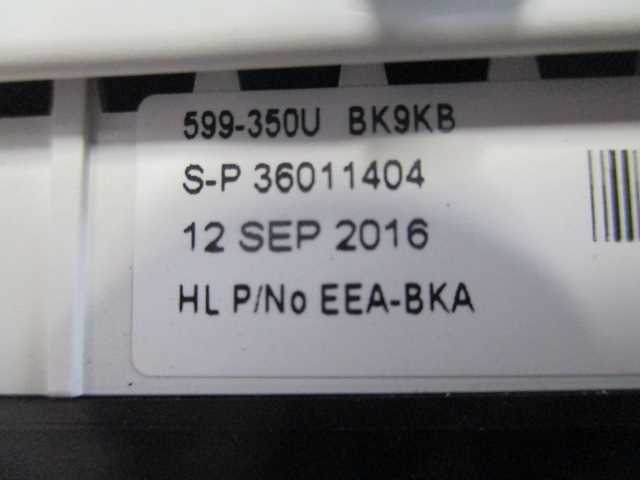 599-350U BK9KB
S-P 36011404
12 SEP 2016
HL P/No EEA-BKA